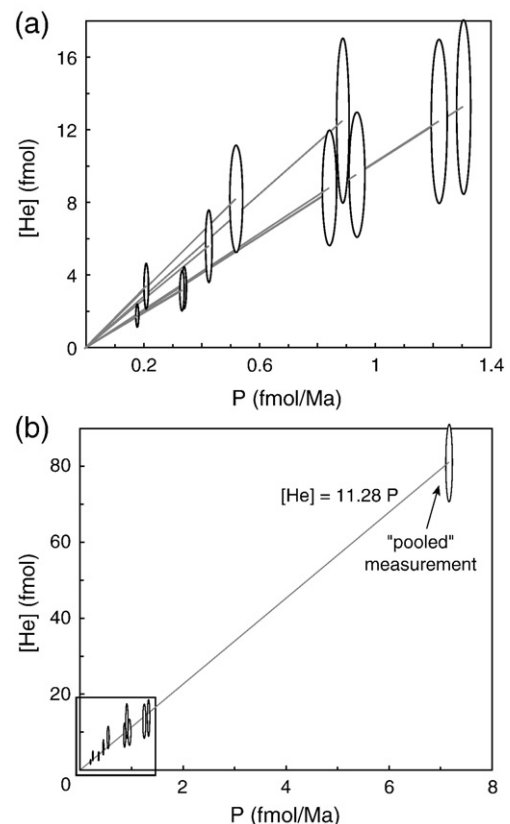 (a)
16
12
8
4
0
[He] (fmol)
0.2
0.6
1
1.4
P (fmol/Ma)
(b)
80
60
40
20
0
[He] (fmol)
[He] = 11.28 P
"pooled"
measurement
2
4
6
8
P (fmol/Ma)